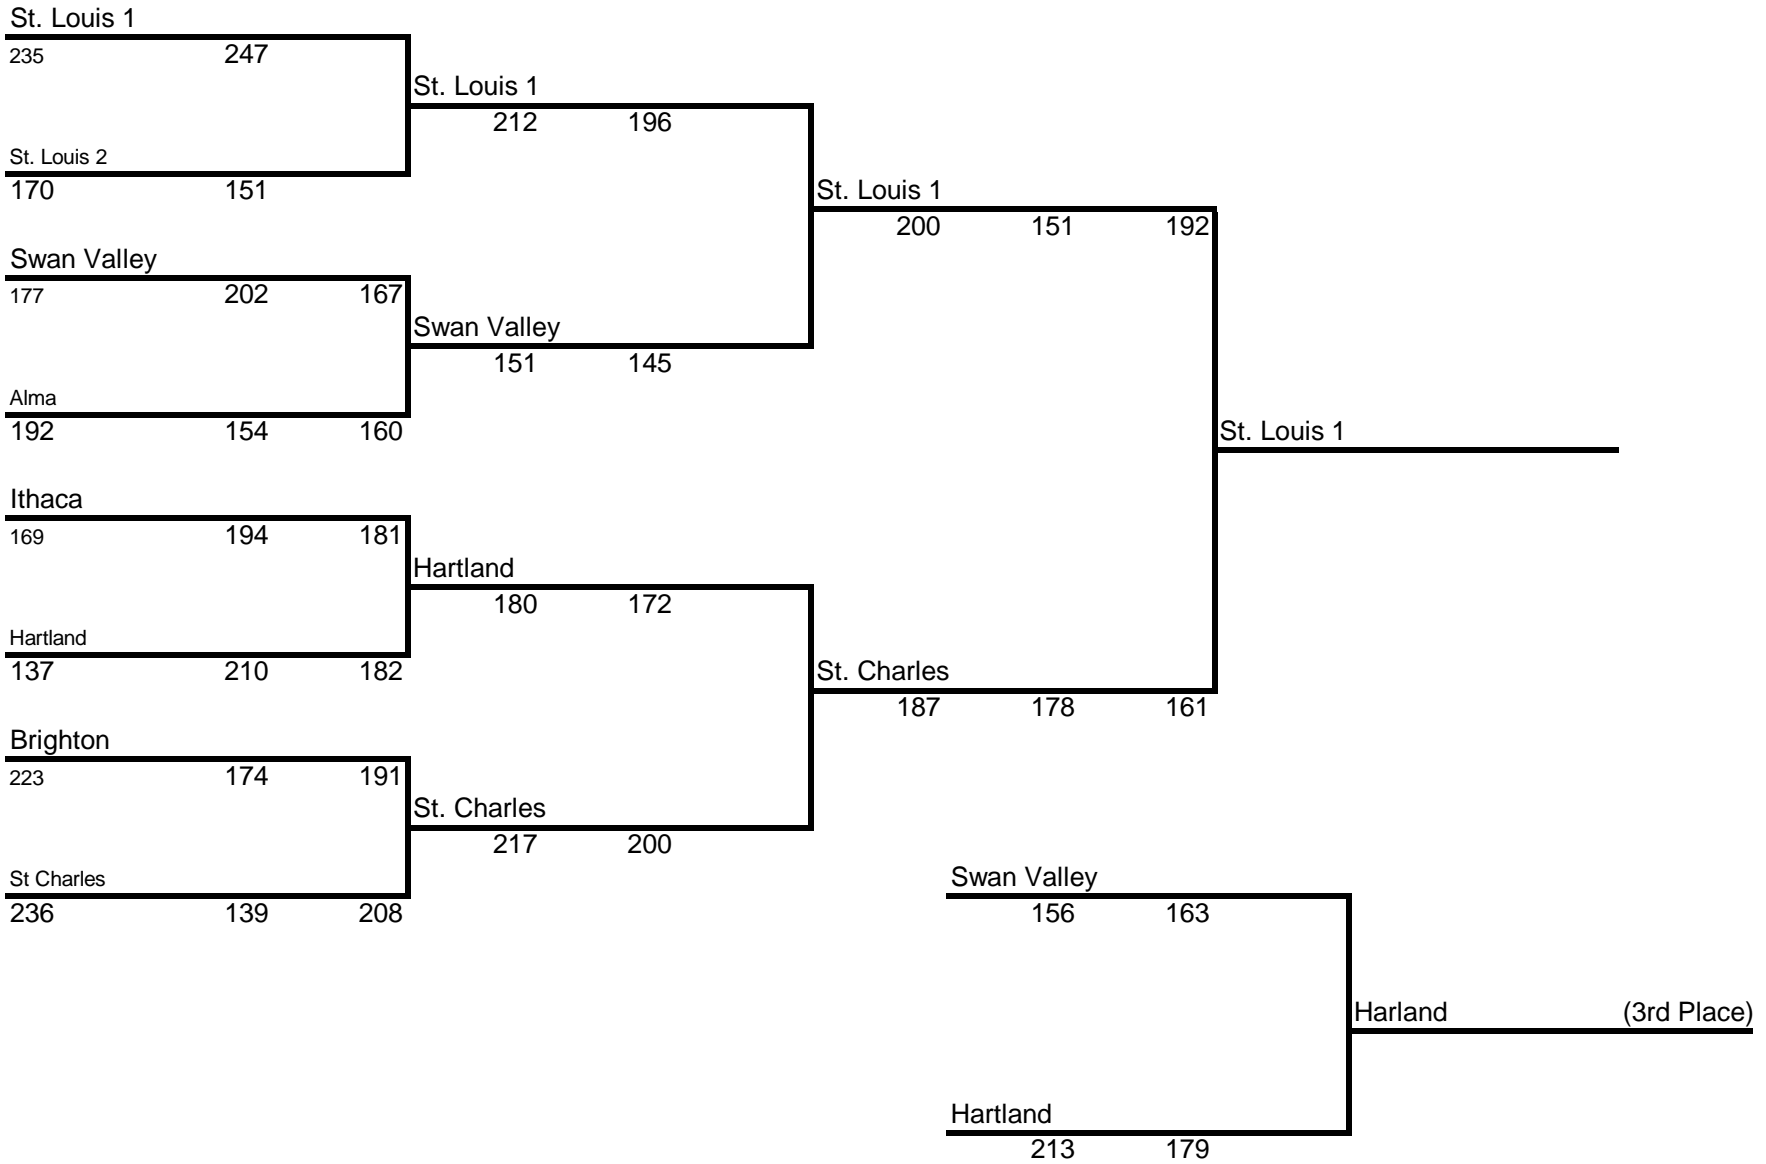 St. Louis 1
235 247
St. Louis 1
212 196
St. Louis 2
170 151
St. Louis 1
200 151 192
Swan Valley
177 202 167
Swan Valley
151 145
Alma
192 154 160
St. Louis 1
Ithaca
169 194 181
Hartland
180 172
Hartland
137 210 182
St. Charles
187 178 161
Brighton
223 174 191
St. Charles
217 200
St Charles
236 139 208
Swan Valley
156 163
Harland (3rd Place)
Hartland
213 179